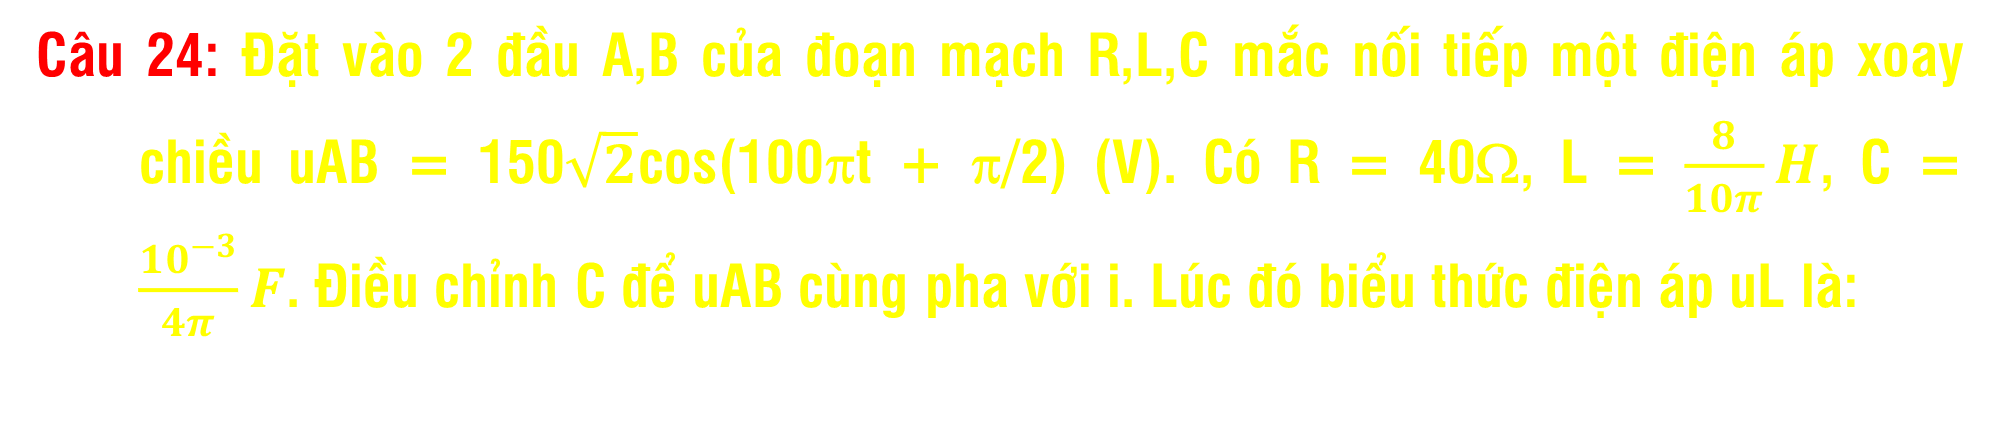 Câu 24: Đặt vào 2 đầu A,B của đoạn mạch R,L,C mắc nối tiếp một điện áp xoay
chiều uAB = 150√2cos(100πt + π/2) (V). Có R = 40Ω, L = 8/10π H, C =
10⁻³/4π F. Điều chỉnh C để uAB cùng pha với i. Lúc đó biểu thức điện áp uL là: